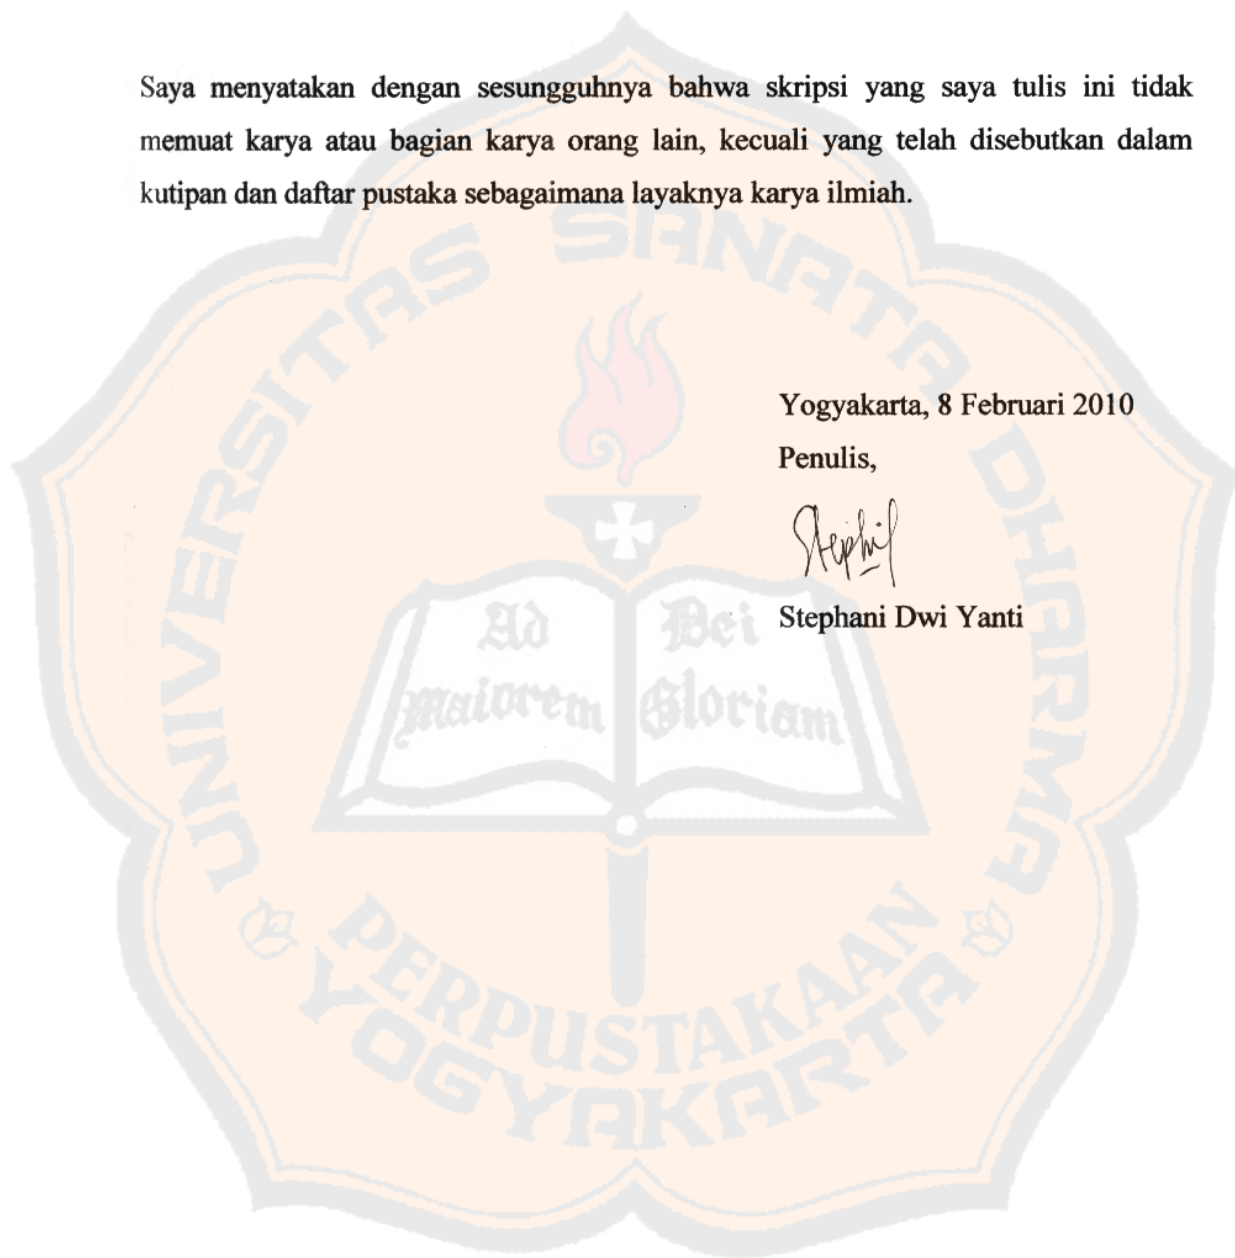 Saya menyatakan dengan sesungguhnya bahwa skripsi yang saya tulis ini tidak
memuat karya atau bagian karya orang lain, kecuali yang telah disebutkan dalam
kutipan dan daftar pustaka sebagaimana layaknya karya ilmiah.
UNIVERSITAS SANATA DHARMA
Yogyakarta, 8 Februari 2010
Penulis,
Stephani Dwi Yanti
Ad Dei
maiorem Gloriam
PERPUSTAKAAN
YOGYAKARTA